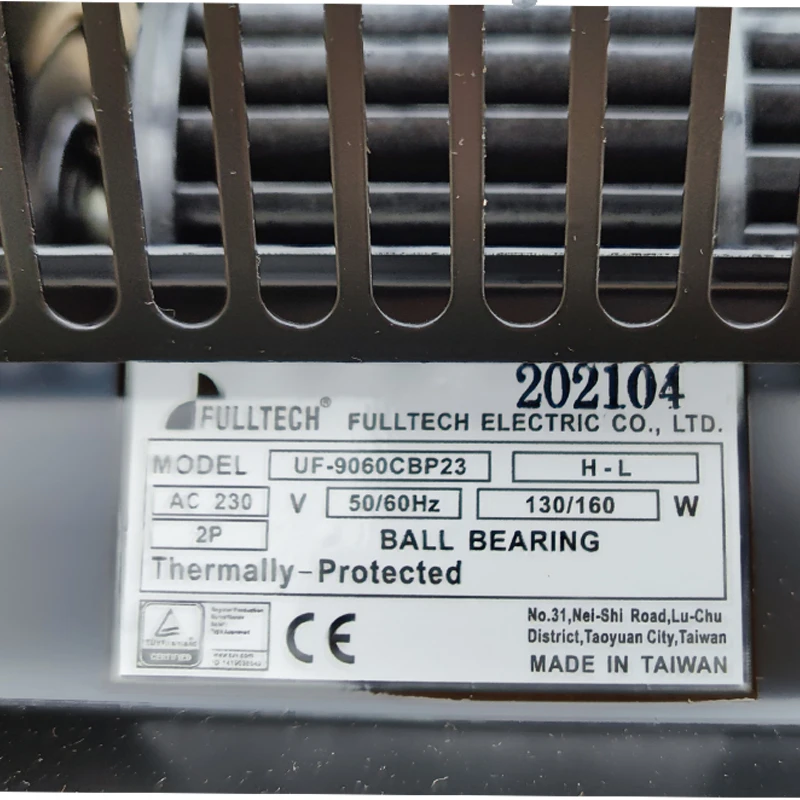 202104
FULLTECH® FULLTECH ELECTRIC CO., LTD.
MODEL UF-9060CBP23 H-L
AC 230 V 50/60Hz 130/160 W
2P BALL BEARING
Thermally-Protected
CE
No.31,Nei-Shi Road,Lu-Chu
District,Taoyuan City,Taiwan
MADE IN TAIWAN